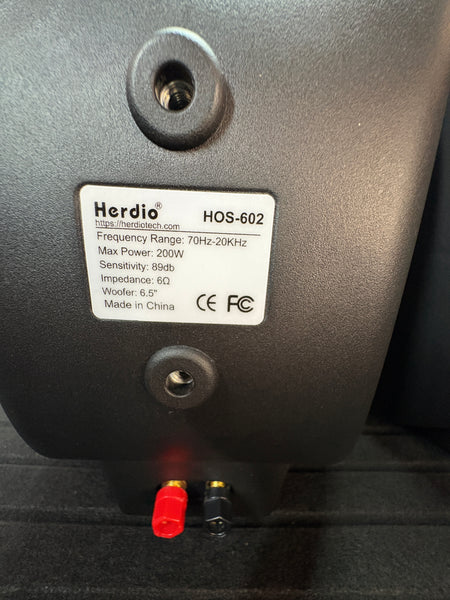 Herdio® HOS-602
https://herdiotech.com
Frequency Range: 70Hz-20KHz
Max Power: 200W
Sensitivity: 89db
Impedance: 6Ω
Woofer: 6.5"
Made in China CE FC